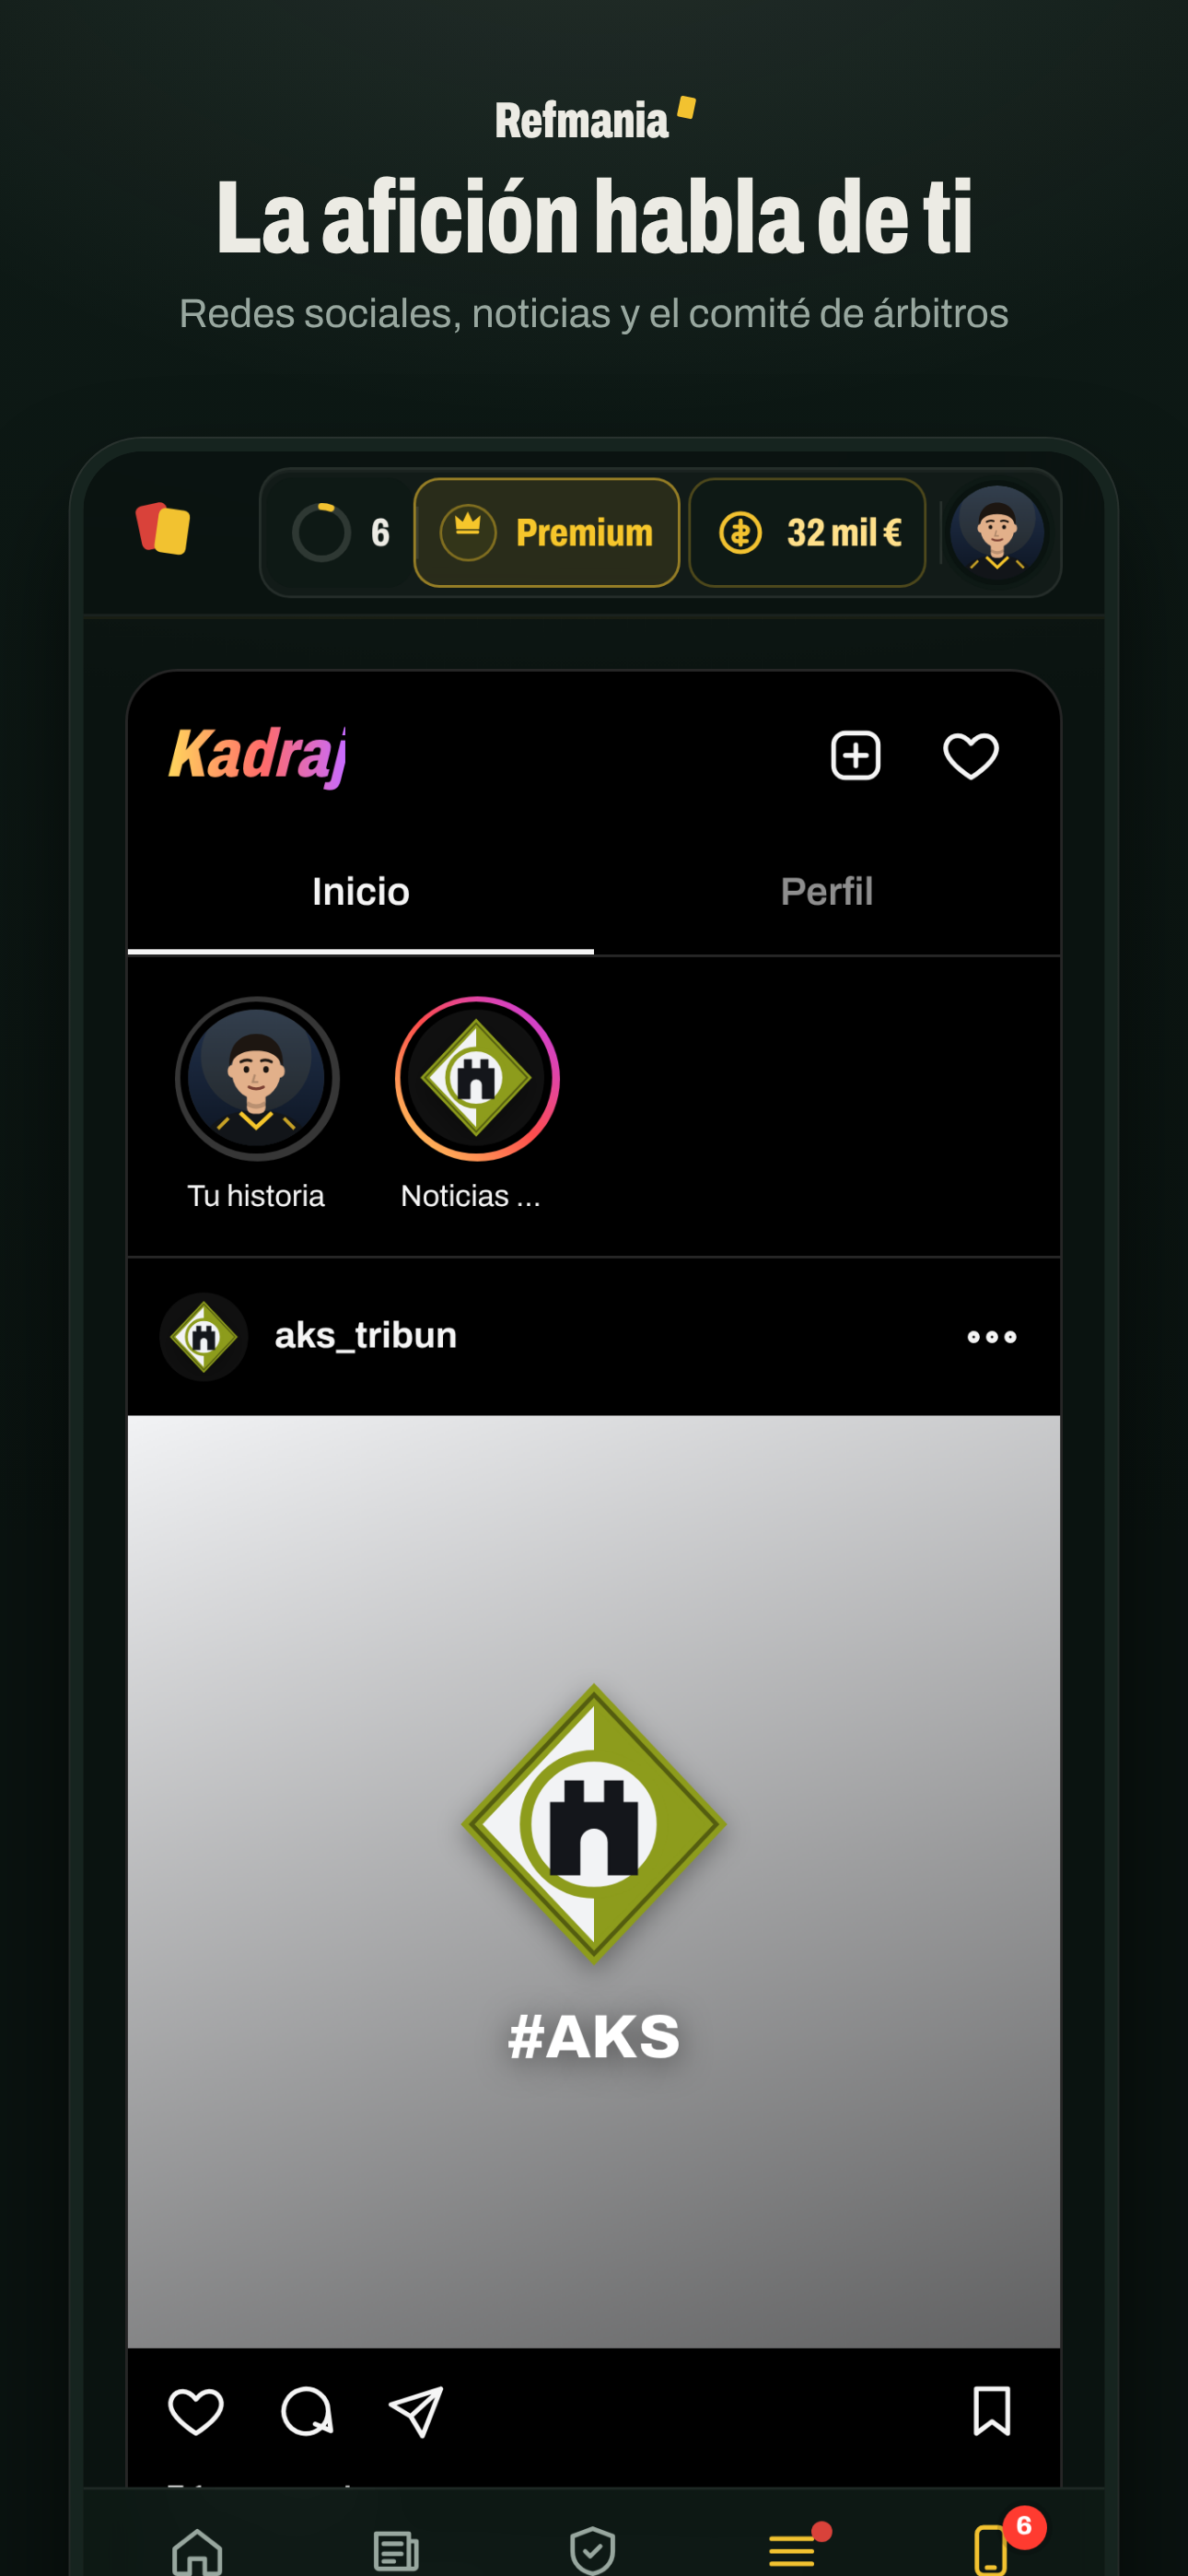 Refmania
La afición habla de ti
Redes sociales, noticias y el comité de árbitros
6 Premium 32 mil €
Kadraj
Inicio Perfil
Tu historia Noticias ...
aks_tribun
#AKS
6